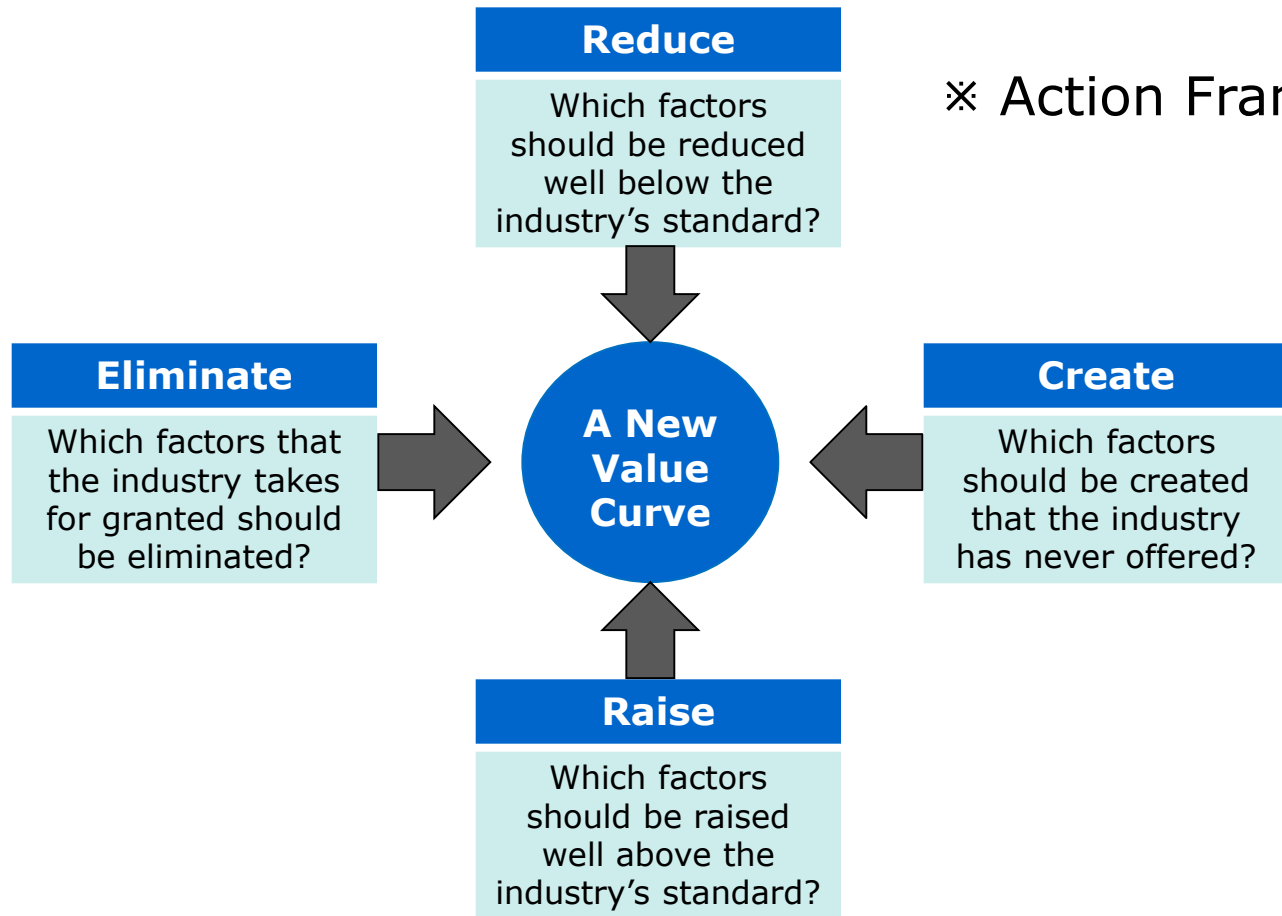 Reduce
Which factors
should be reduced
well below the
industry’s standard?
※ Action Fra
Eliminate
Which factors that
the industry takes
for granted should
be eliminated?
A New
Value
Curve
Create
Which factors
should be created
that the industry
has never offered?
Raise
Which factors
should be raised
well above the
industry’s standard?